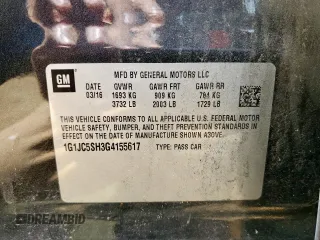 GM
MFD BY GENERAL MOTORS LLC
DATE GVWR GAWR FRT GAWR RR
03/16 1693 KG 909 KG 784 KG
3732 LB 2003 LB 1729 LB
THIS VEHICLE CONFORMS TO ALL APPLICABLE U.S. FEDERAL MOTOR
VEHICLE SAFETY, BUMPER, AND THEFT PREVENTION STANDARDS
IN EFFECT ON THE DATE OF MANUFACTURE SHOWN ABOVE.
1G1JC5SH3G4155617 TYPE: PASS CAR
DREAMBID